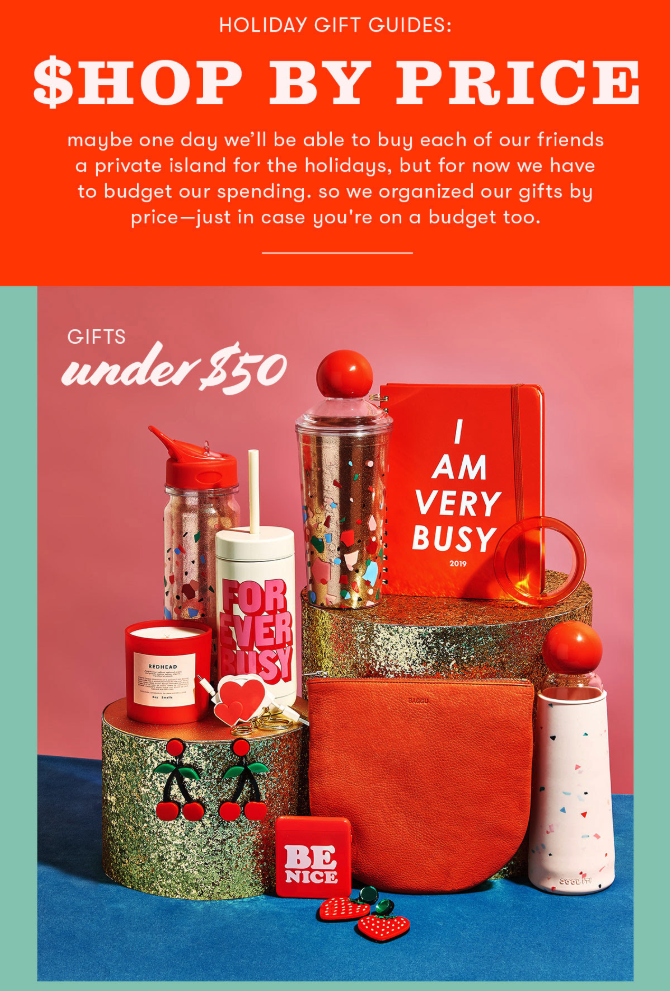 HOLIDAY GIFT GUIDES:
$HOP BY PRICE
maybe one day we'll be able to buy each of our friends
a private island for the holidays, but for now we have
to budget our spending. so we organized our gifts by
price—just in case you're on a budget too.
GIFTS
under $50
I
AM
VERY
BUSY
2019
FOR
EVER
BUSY
REDHEAD
BAGGU
BE
NICE